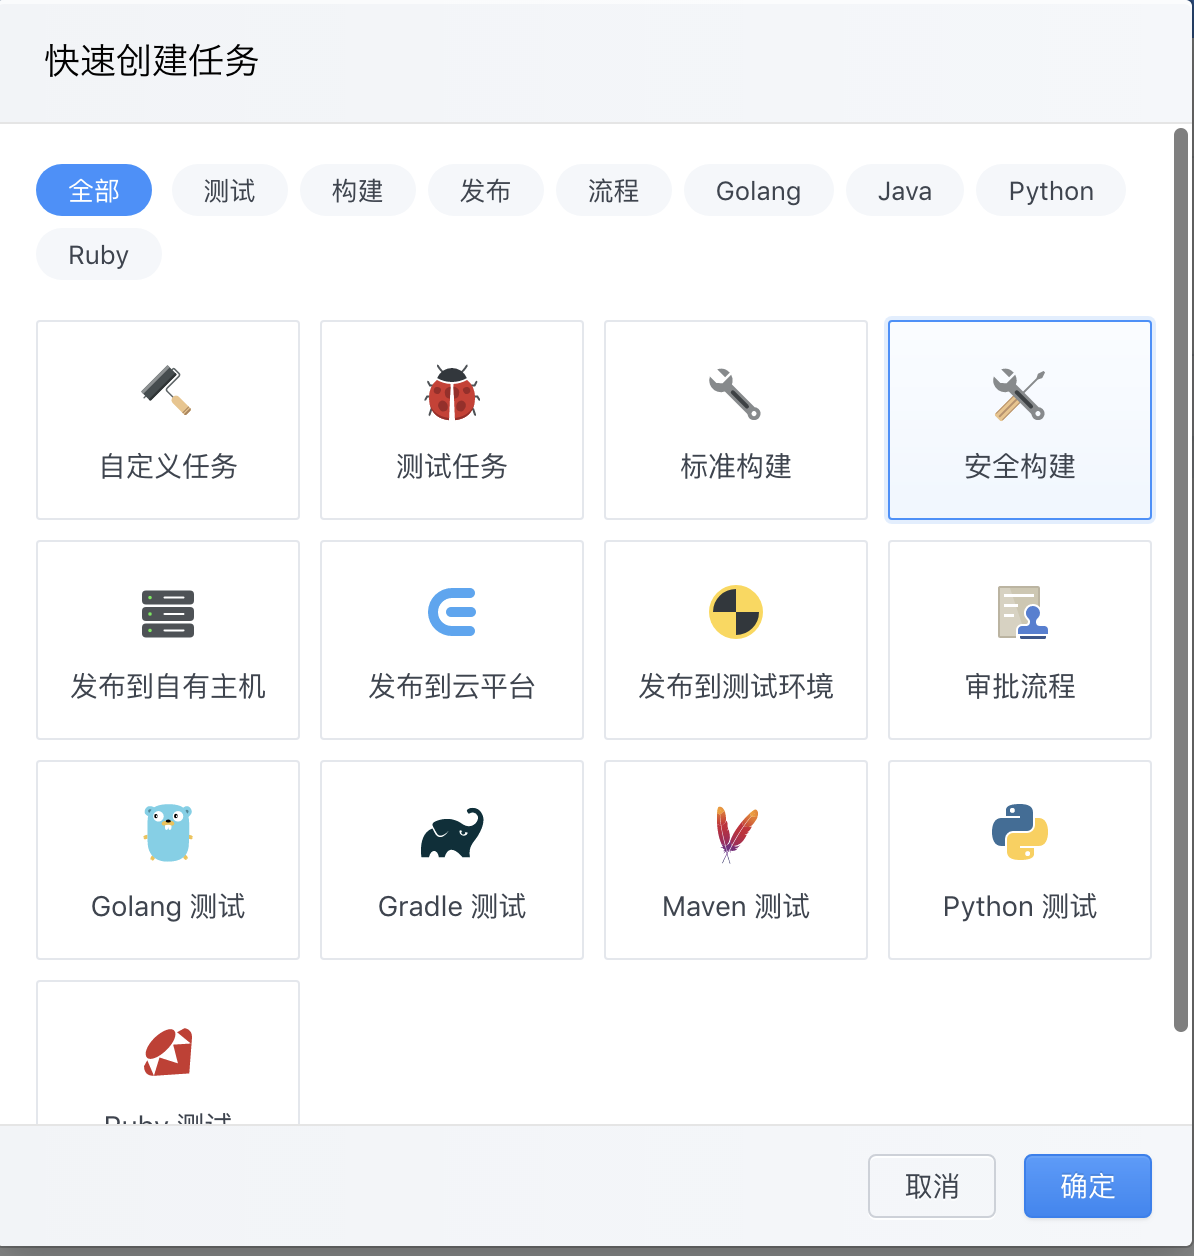 快速创建任务
全部 测试 构建 发布 流程 Golang Java Python
Ruby
自定义任务 测试任务 标准构建 安全构建
发布到自有主机 发布到云平台 发布到测试环境 审批流程
Golang 测试 Gradle 测试 Maven 测试 Python 测试
Ruby 测试
取消 确定